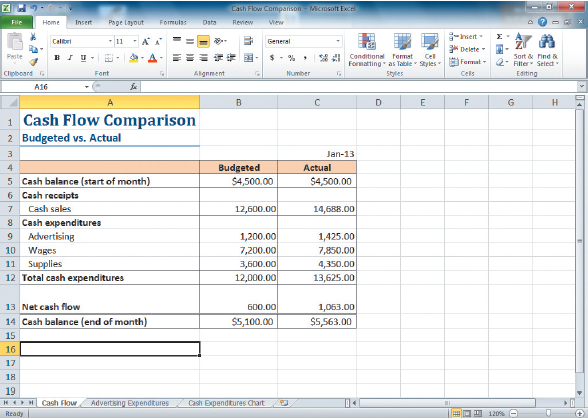 Cash Flow Comparison - Microsoft Excel
File Home Insert Page Layout Formulas Data Review View
Calibri 11 A A General Insert Σ
Paste B I U $ % , Conditional Format Cell Delete Sort & Find &
Formatting as Table Styles Format Filter Select
Clipboard Font Alignment Number Styles Cells Editing
A16 fx
A B C D E F G H
1 Cash Flow Comparison
2 Budgeted vs. Actual
3 Jan-13
4 Budgeted Actual
5 Cash balance (start of month) $4,500.00 $4,500.00
6 Cash receipts
7 Cash sales 12,600.00 14,688.00
8 Cash expenditures
9 Advertising 1,200.00 1,425.00
10 Wages 7,200.00 7,850.00
11 Supplies 3,600.00 4,350.00
12 Total cash expenditures 12,000.00 13,625.00
13 Net cash flow 600.00 1,063.00
14 Cash balance (end of month) $5,100.00 $5,563.00
15
16
17
18
19
Cash Flow Advertising Expenditures Cash Expenditures Chart
Ready 120%